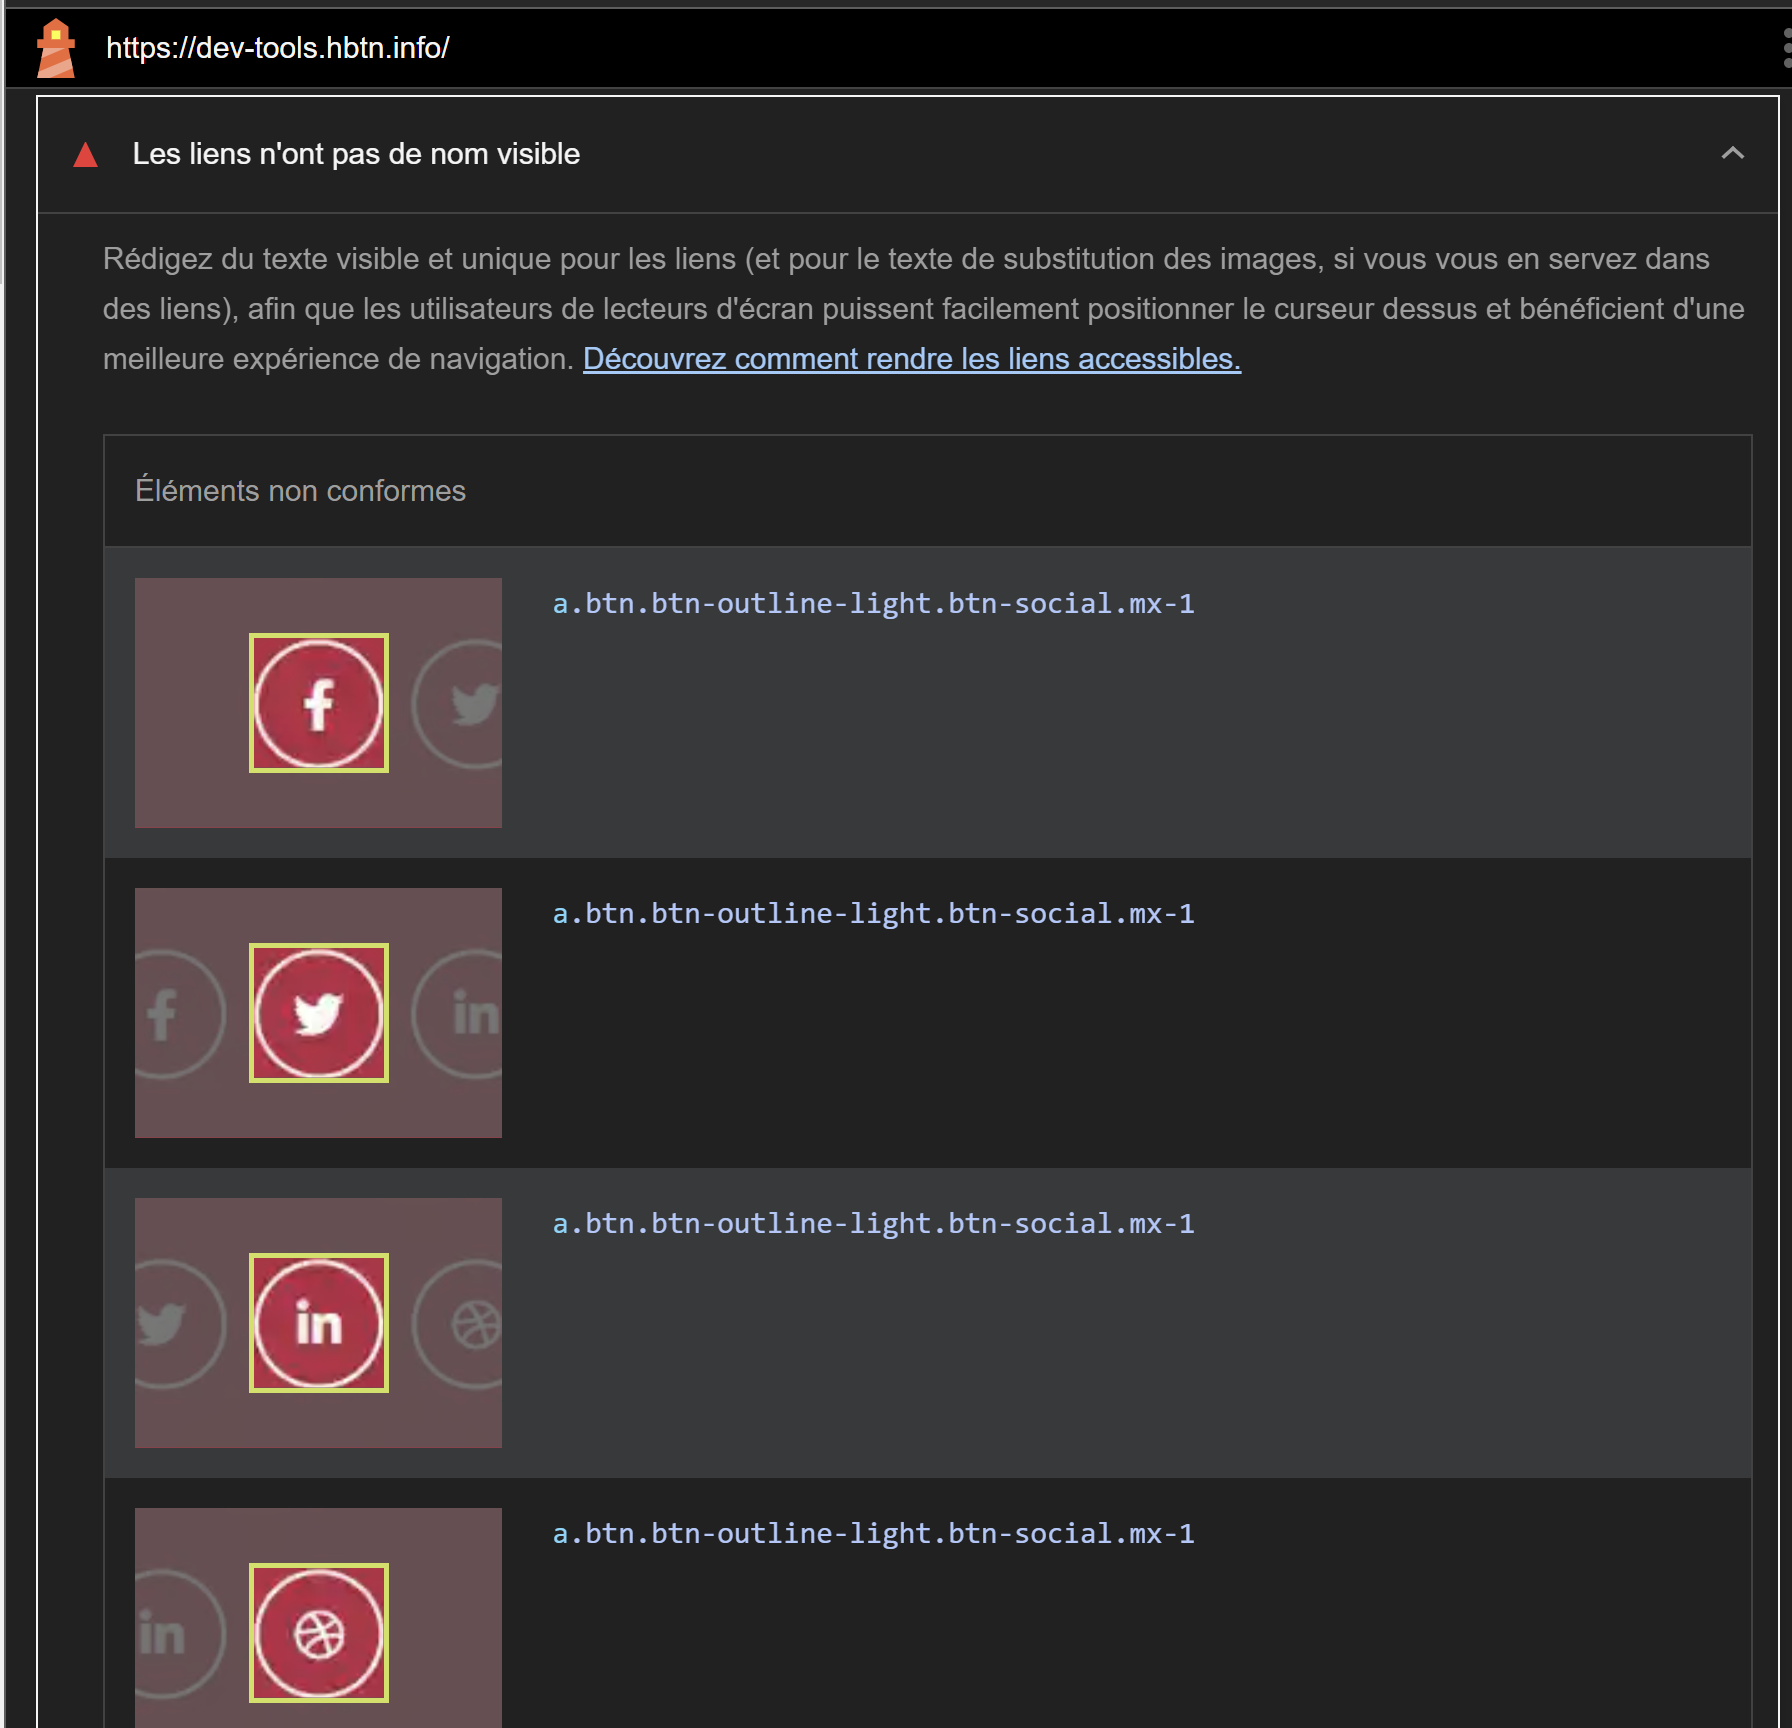 https://dev-tools.hbtn.info/
Les liens n'ont pas de nom visible
Rédigez du texte visible et unique pour les liens (et pour le texte de substitution des images, si vous vous en servez dans
des liens), afin que les utilisateurs de lecteurs d'écran puissent facilement positionner le curseur dessus et bénéficient d'une
meilleure expérience de navigation. Découvrez comment rendre les liens accessibles.
Éléments non conformes
a.btn.btn-outline-light.btn-social.mx-1
f
a.btn.btn-outline-light.btn-social.mx-1
f in
a.btn.btn-outline-light.btn-social.mx-1
in
a.btn.btn-outline-light.btn-social.mx-1
in